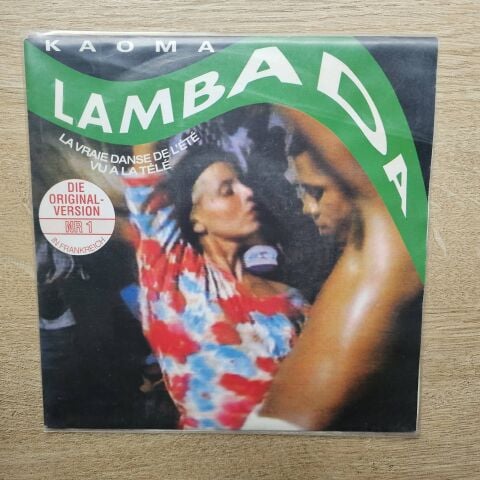 KAOMA
LAMBADA
LA VRAIE DANSE DE L'ÉTÉ
VU A LA TÉLÉ
DIE
ORIGINAL-
VERSION
NR 1
IN FRANKREICH